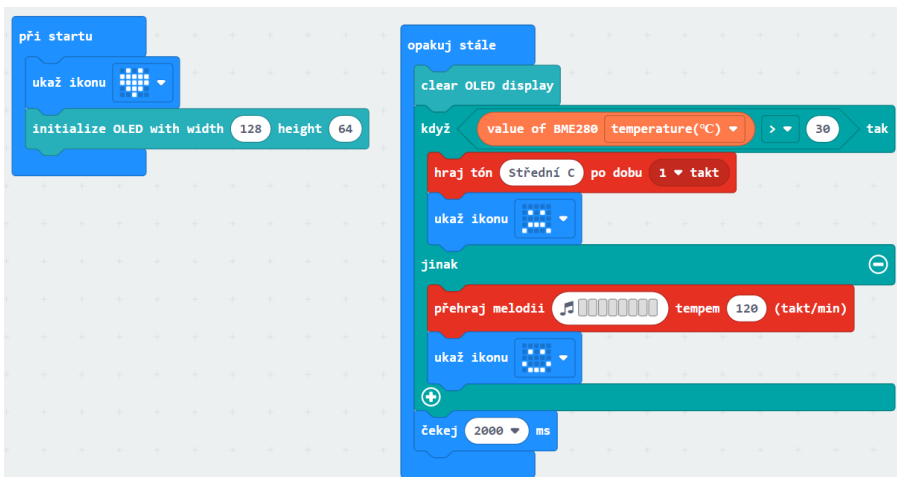 při startu
ukaž ikonu
initialize OLED with width 128 height 64
opakuj stále
clear OLED display
když value of BME280 temperature(℃) > 30 tak
hraj tón Střední C po dobu 1 takt
ukaž ikonu
jinak
přehraj melodii tempem 120 (takt/min)
ukaž ikonu
čekej 2000 ms